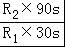 R₂ × 90s
R₁ × 30s